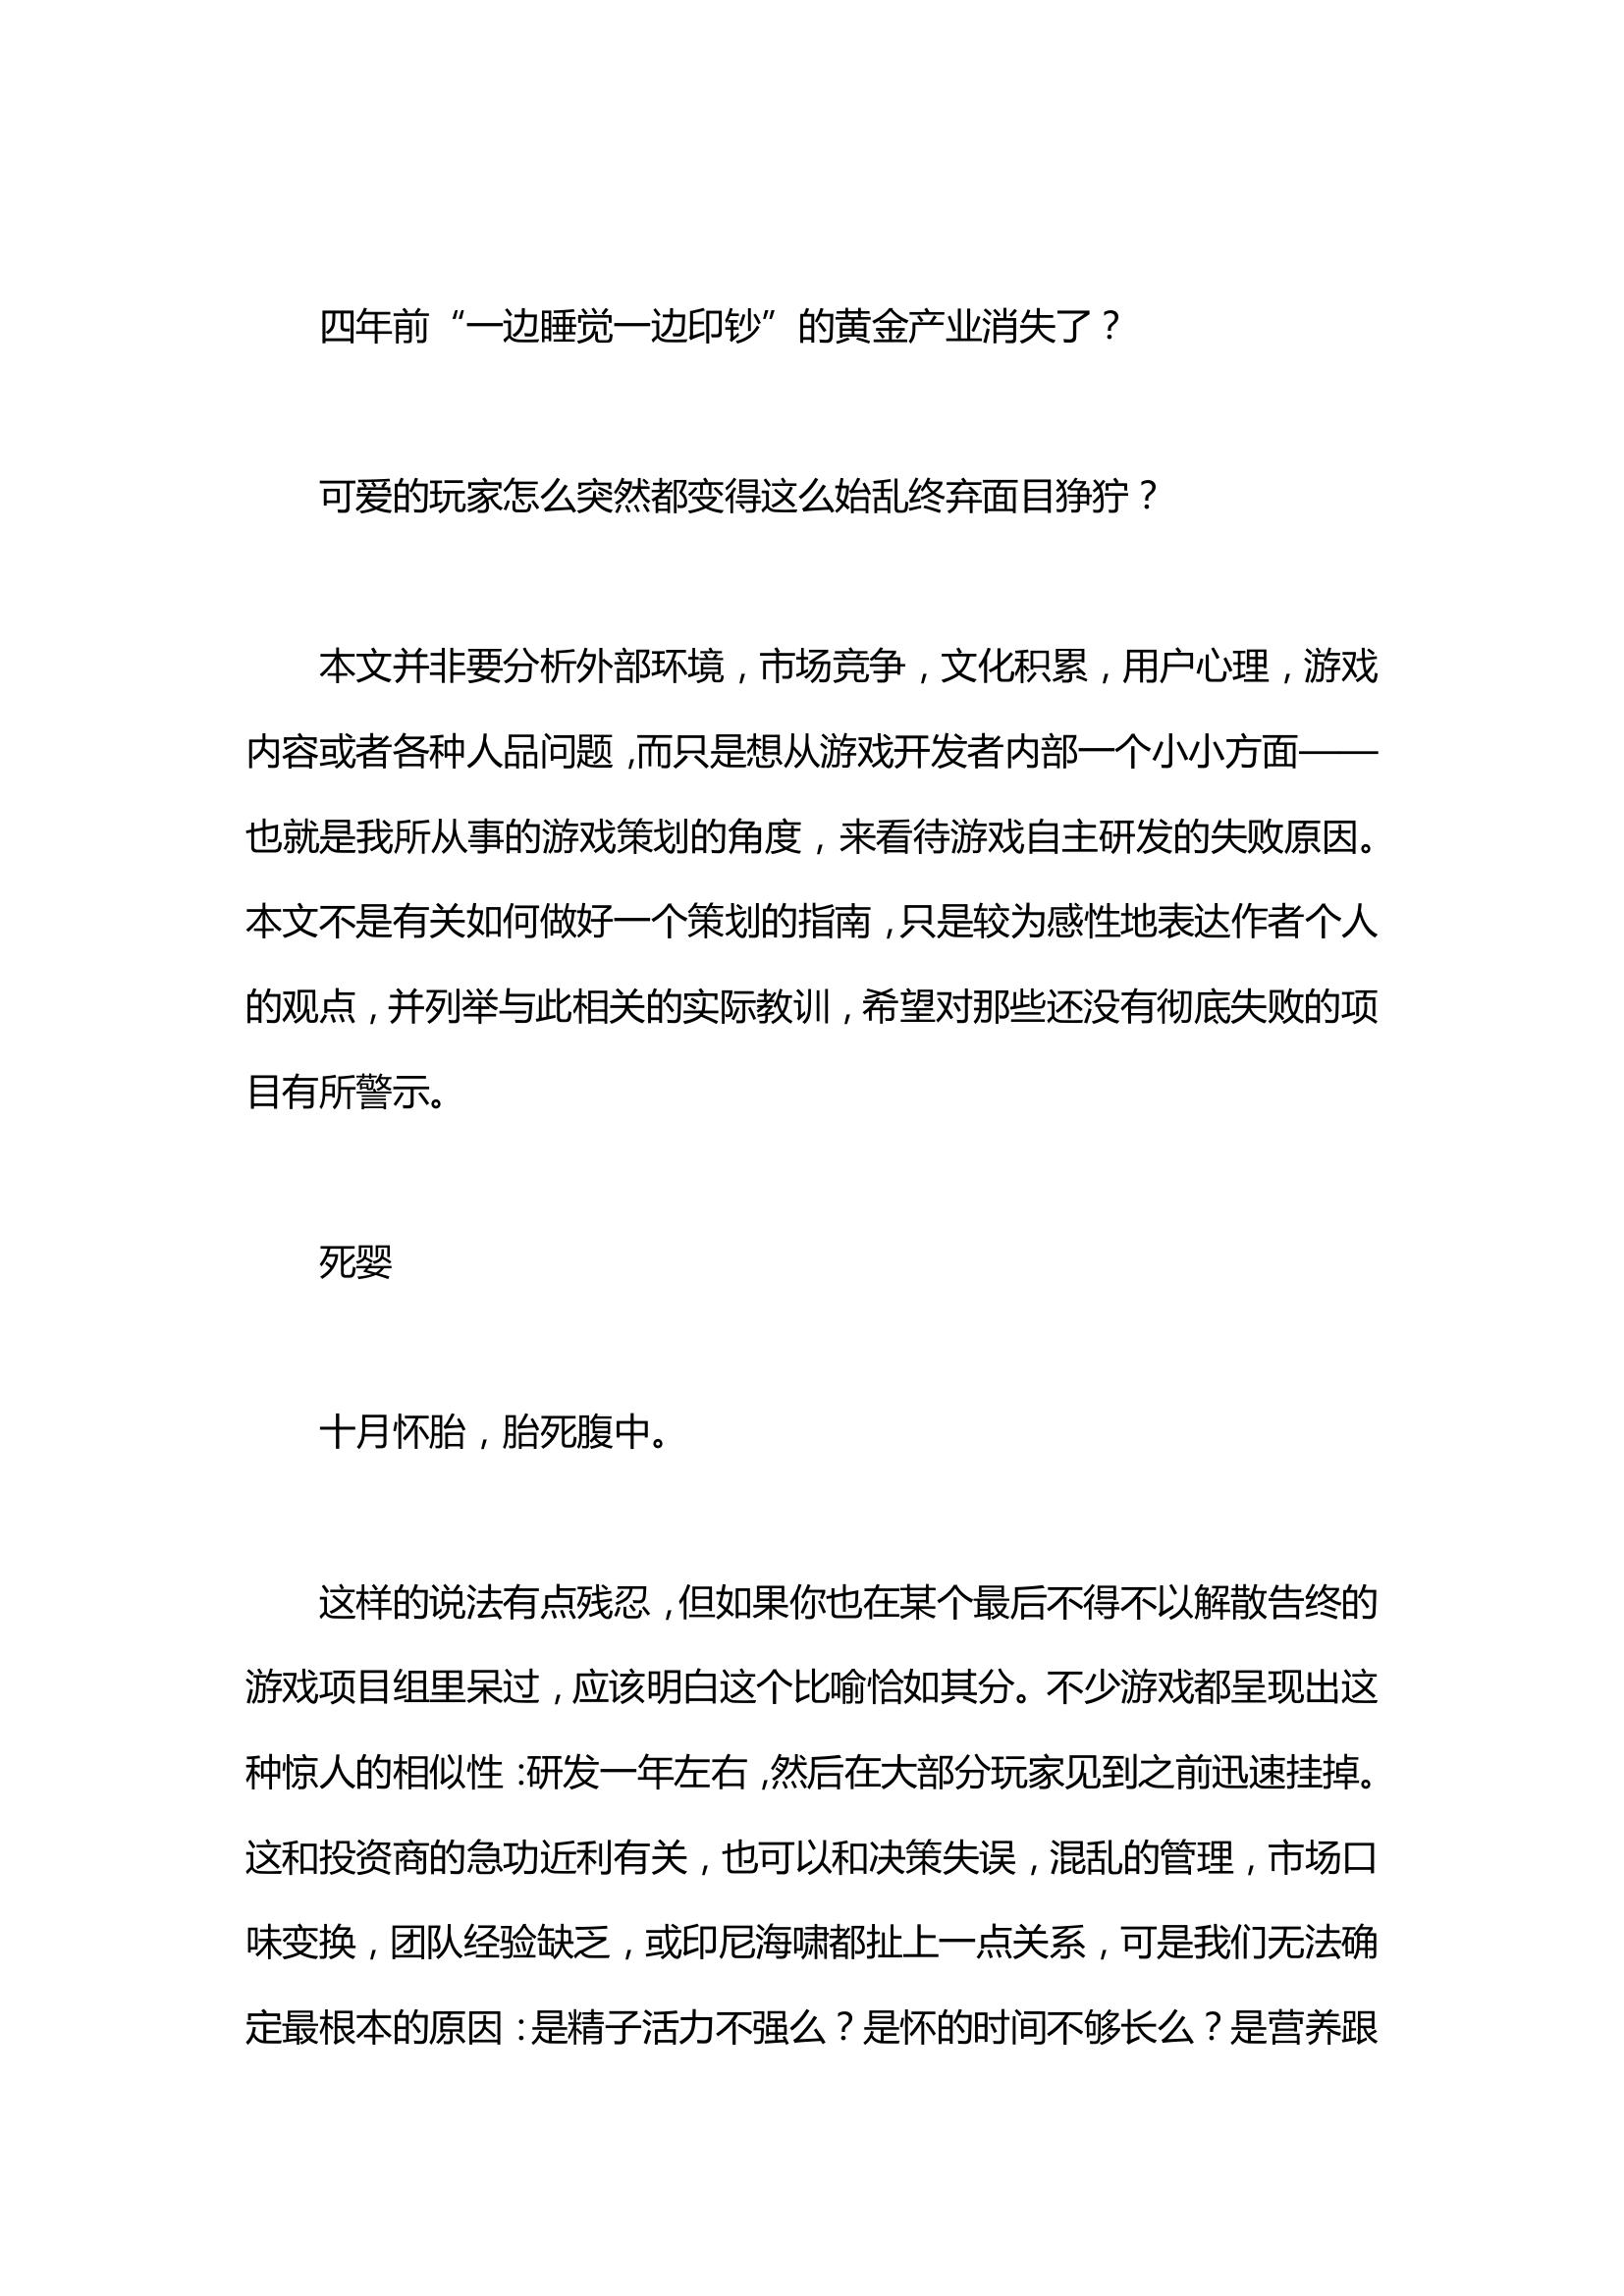 四年前“一边睡觉一边印钞”的黄金产业消失了？
可爱的玩家怎么突然都变得这么始乱终弃面目狰狞？
本文并非要分析外部环境，市场竞争，文化积累，用户心理，游戏
内容或者各种人品问题，而只是想从游戏开发者内部一个小小方面——
也就是我所从事的游戏策划的角度，来看待游戏自主研发的失败原因。
本文不是有关如何做好一个策划的指南，只是较为感性地表达作者个人
的观点，并列举与此相关的实际教训，希望对那些还没有彻底失败的项
目有所警示。
死婴
十月怀胎，胎死腹中。
这样的说法有点残忍，但如果你也在某个最后不得不以解散告终的
游戏项目组里呆过，应该明白这个比喻恰如其分。不少游戏都呈现出这
种惊人的相似性：研发一年左右，然后在大部分玩家见到之前迅速挂掉。
这和投资商的急功近利有关，也可以和决策失误，混乱的管理，市场口
味变换，团队经验缺乏，或印尼海啸都扯上一点关系，可是我们无法确
定最根本的原因：是精子活力不强么？是怀的时间不够长么？是营养跟